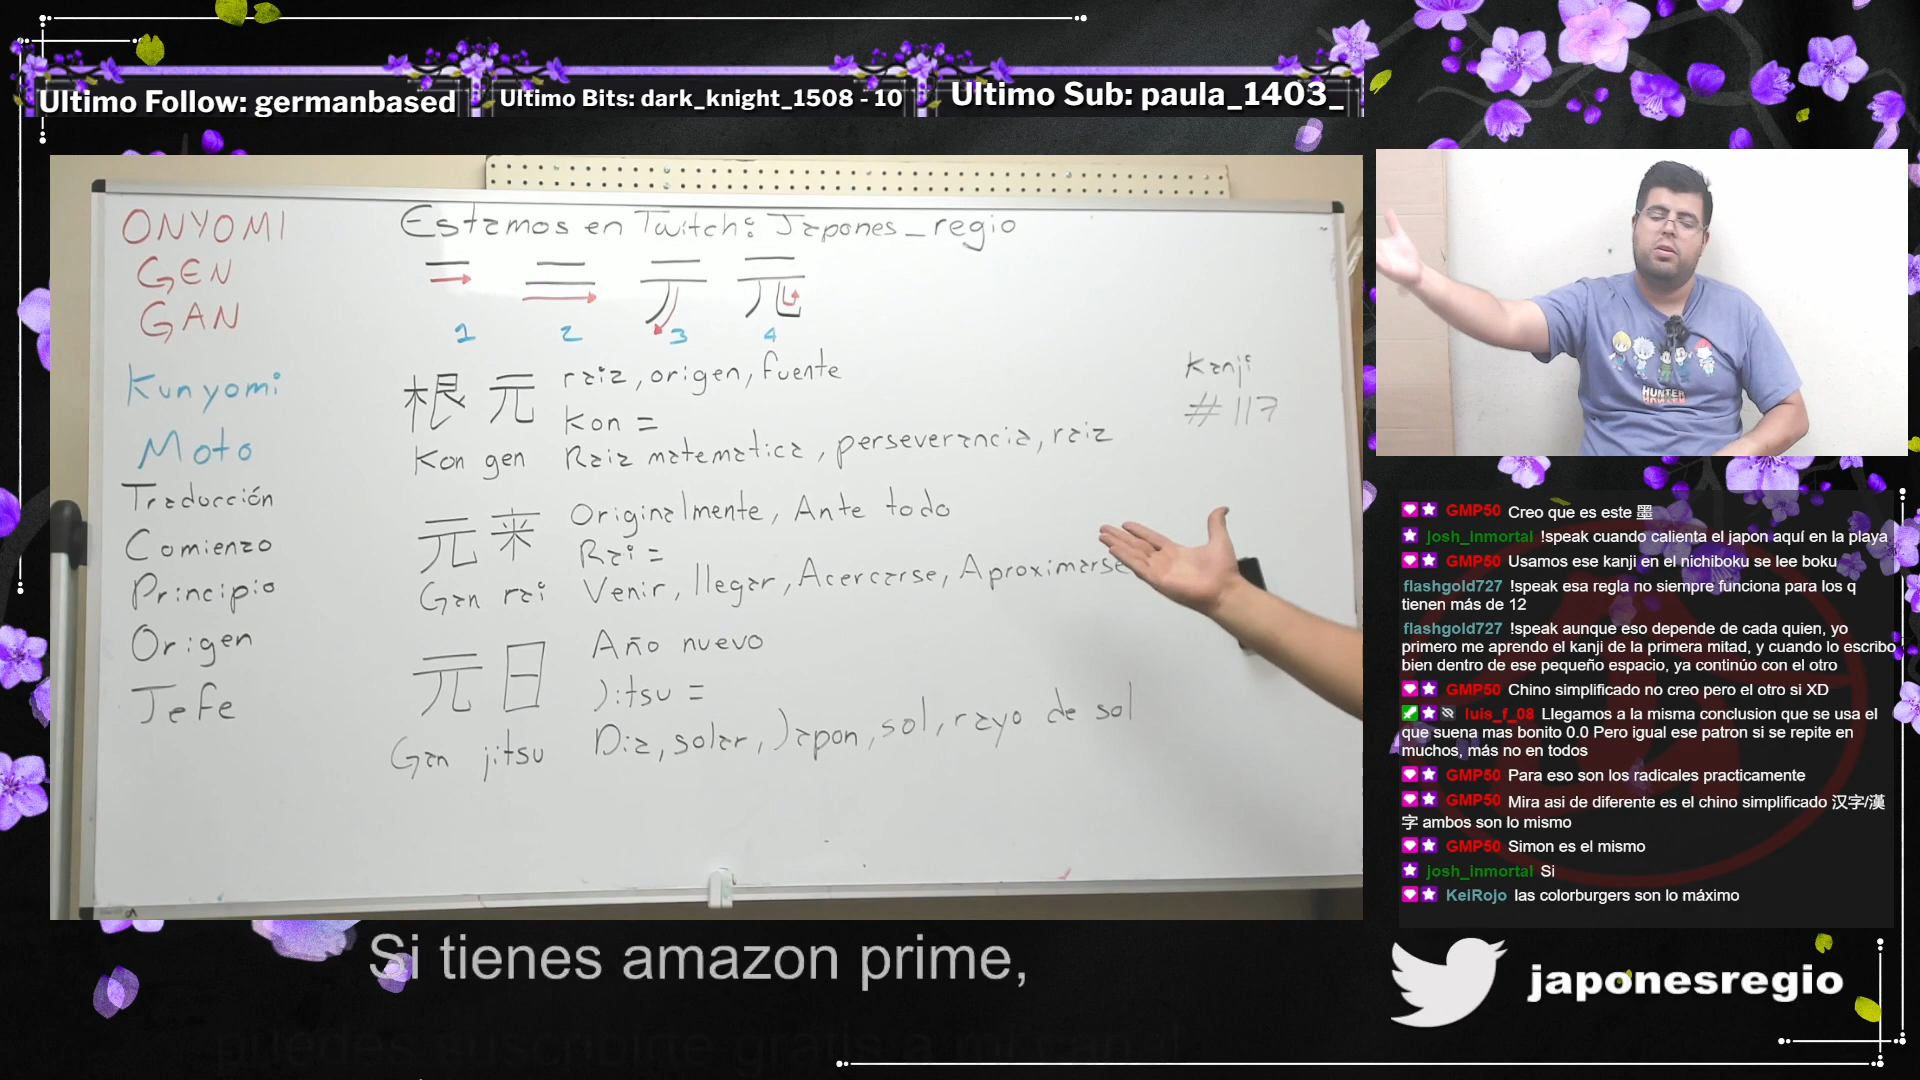 Ultimo Follow: germanbased
Ultimo Bits: dark_knight_1508 - 10
Ultimo Sub: paula_1403_
ONYOMI
GEN
GAN
Kunyomi
Moto
Traducción
Comienzo
Principio
Origen
Jefe
Estamos en Twitch: Japones_regio
一 二 テ 元
1 2 3 4
根元 raiz, origen, fuente
Kon =
Kon gen Raiz matematica, perseverancia, raiz
元来 Originalmente, Ante todo
Rai =
Gan rai Venir, llegar, Acercarse, Aproximarse
元日 Año nuevo
Jitsu =
Gan jitsu Dia, solar, Japon, sol, rayo de sol
Kanji
#117
HUNTER
GMP50 Creo que es este 墨
josh_inmortal !speak cuando calienta el japon aquí en la playa
GMP50 Usamos ese kanji en el nichiboku se lee boku
flashgold727 !speak esa regla no siempre funciona para los q
tienen más de 12
flashgold727 !speak aunque eso depende de cada quien, yo
primero me aprendo el kanji de la primera mitad, y cuando lo escribo
bien dentro de ese pequeño espacio, ya continúo con el otro
GMP50 Chino simplificado no creo pero el otro si XD
luis_f_08 Llegamos a la misma conclusion que se usa el
que suena mas bonito 0.0 Pero igual ese patron si se repite en
muchos, más no en todos
GMP50 Para eso son los radicales practicamente
GMP50 Mira asi de diferente es el chino simplificado 汉字/漢
字 ambos son lo mismo
GMP50 Simon es el mismo
josh_inmortal Si
KelRojo las colorburgers son lo máximo
Si tienes amazon prime,
puedes suscribirte gratis a mi canal
japonesregio